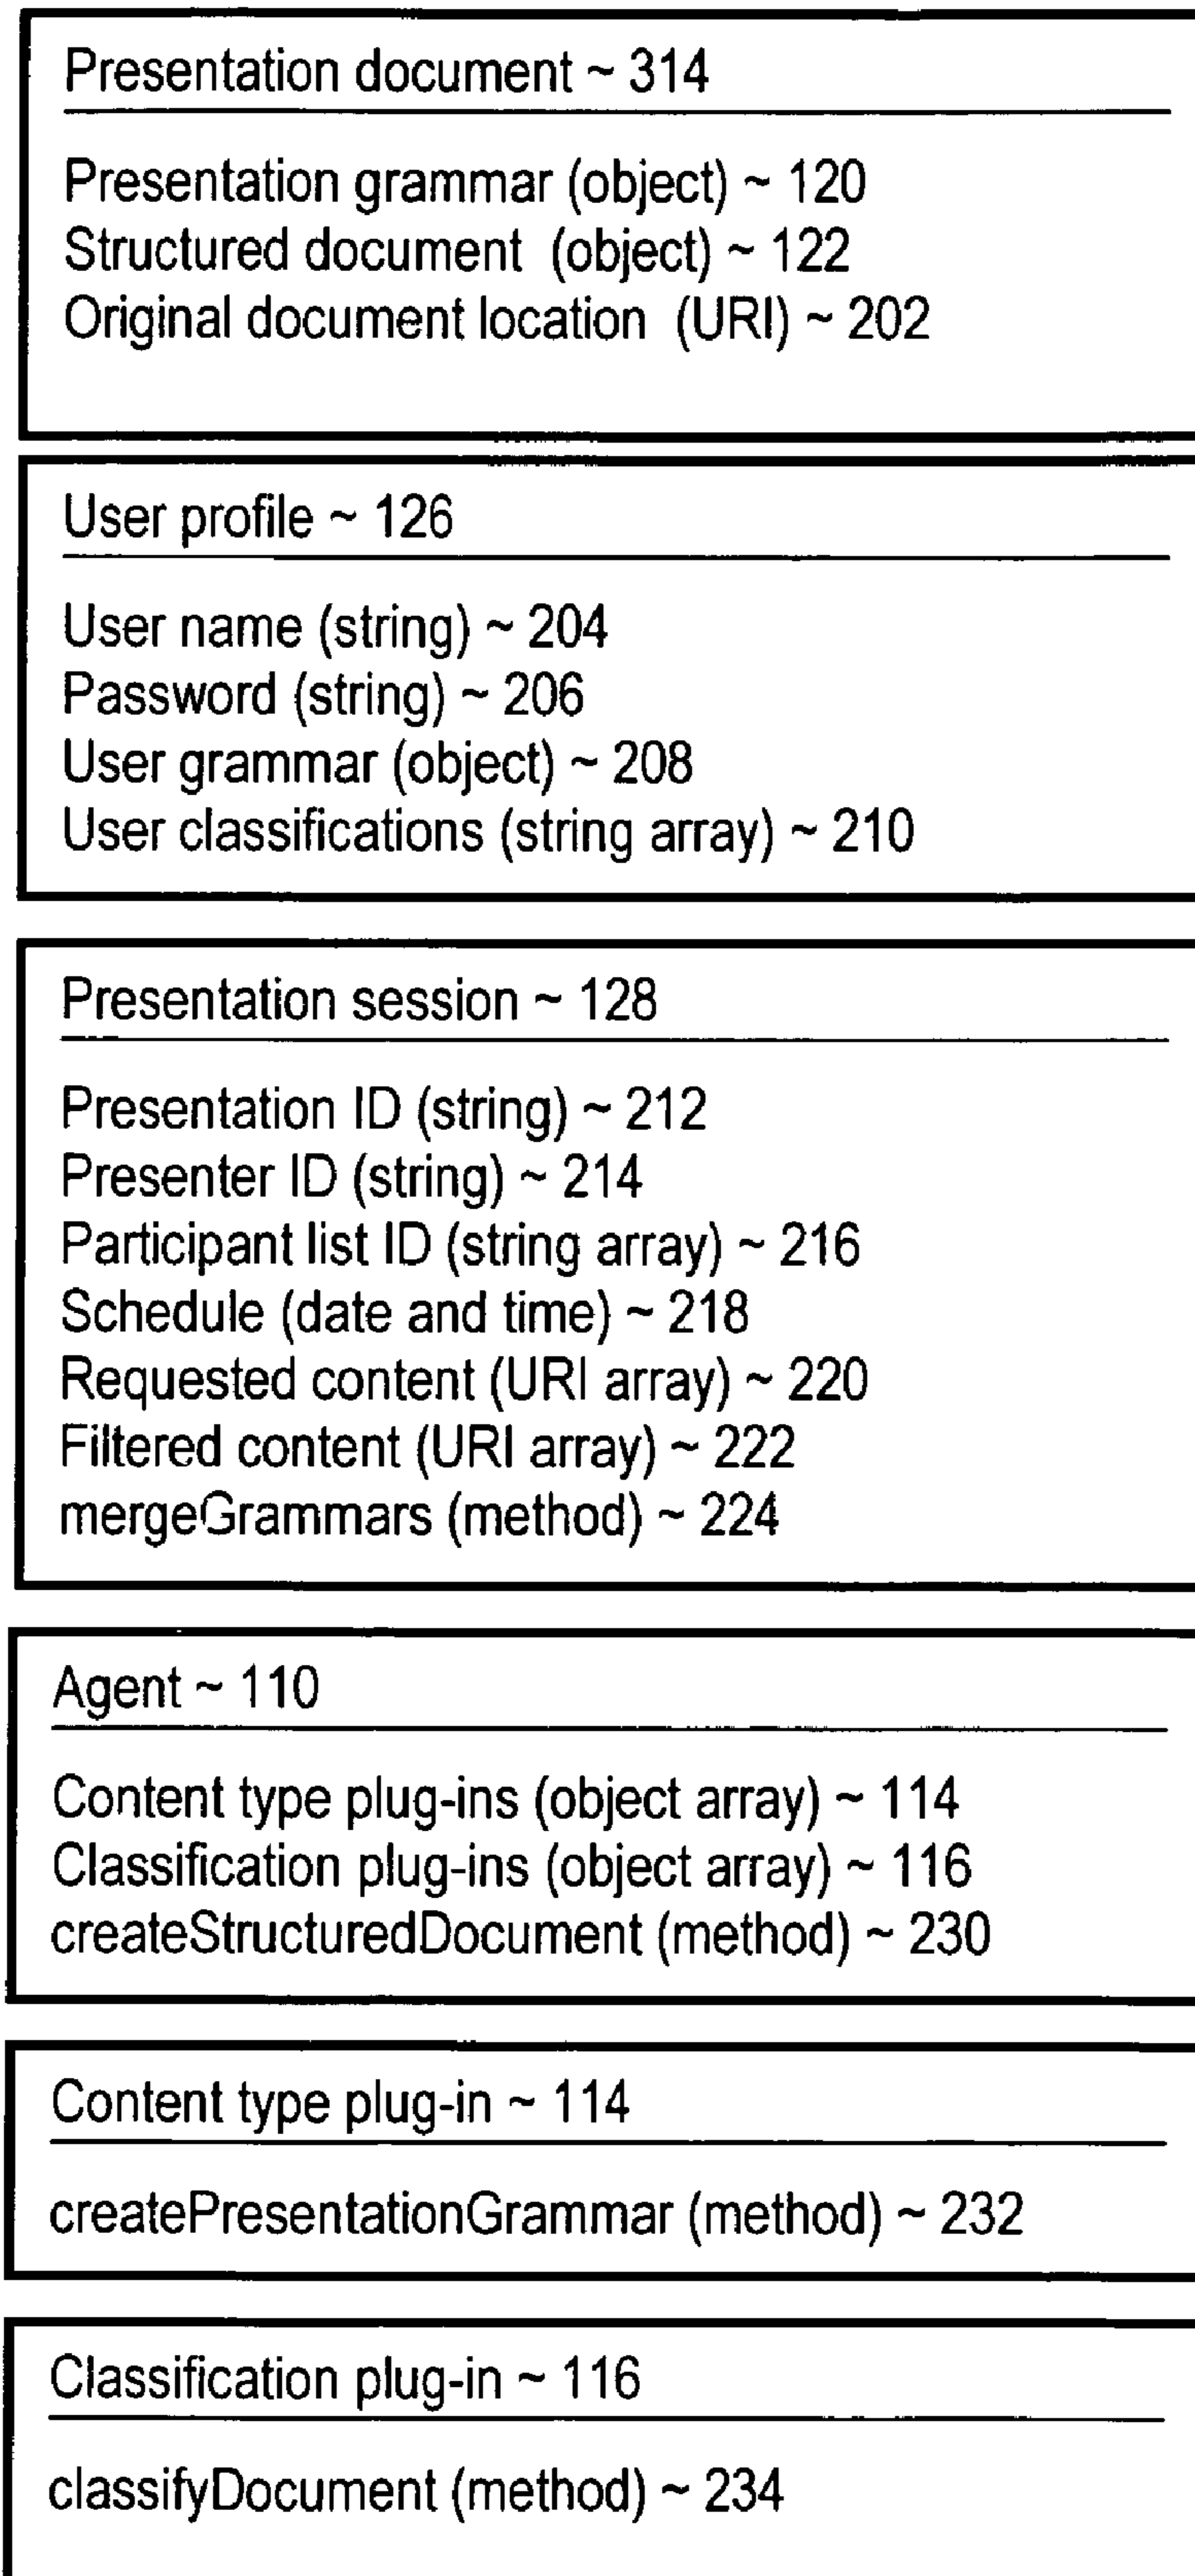 Presentation document ~ 314
Presentation grammar (object) ~ 120
Structured document (object) ~ 122
Original document location (URI) ~ 202
User profile ~ 126
User name (string) ~ 204
Password (string) ~ 206
User grammar (object) ~ 208
User classifications (string array) ~ 210
Presentation session ~ 128
Presentation ID (string) ~ 212
Presenter ID (string) ~ 214
Participant list ID (string array) ~ 216
Schedule (date and time) ~ 218
Requested content (URI array) ~ 220
Filtered content (URI array) ~ 222
mergeGrammars (method) ~ 224
Agent ~ 110
Content type plug-ins (object array) ~ 114
Classification plug-ins (object array) ~ 116
createStructuredDocument (method) ~ 230
Content type plug-in ~ 114
createPresentationGrammar (method) ~ 232
Classification plug-in ~ 116
classifyDocument (method) ~ 234